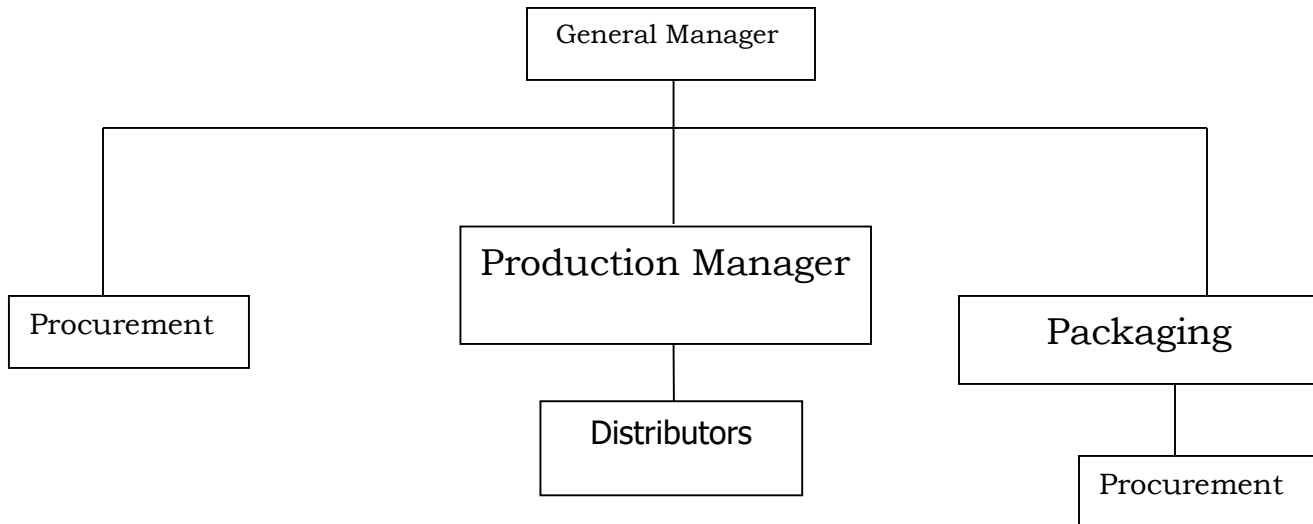 General Manager
Production Manager
Procurement
Packaging
Distributors
Procurement